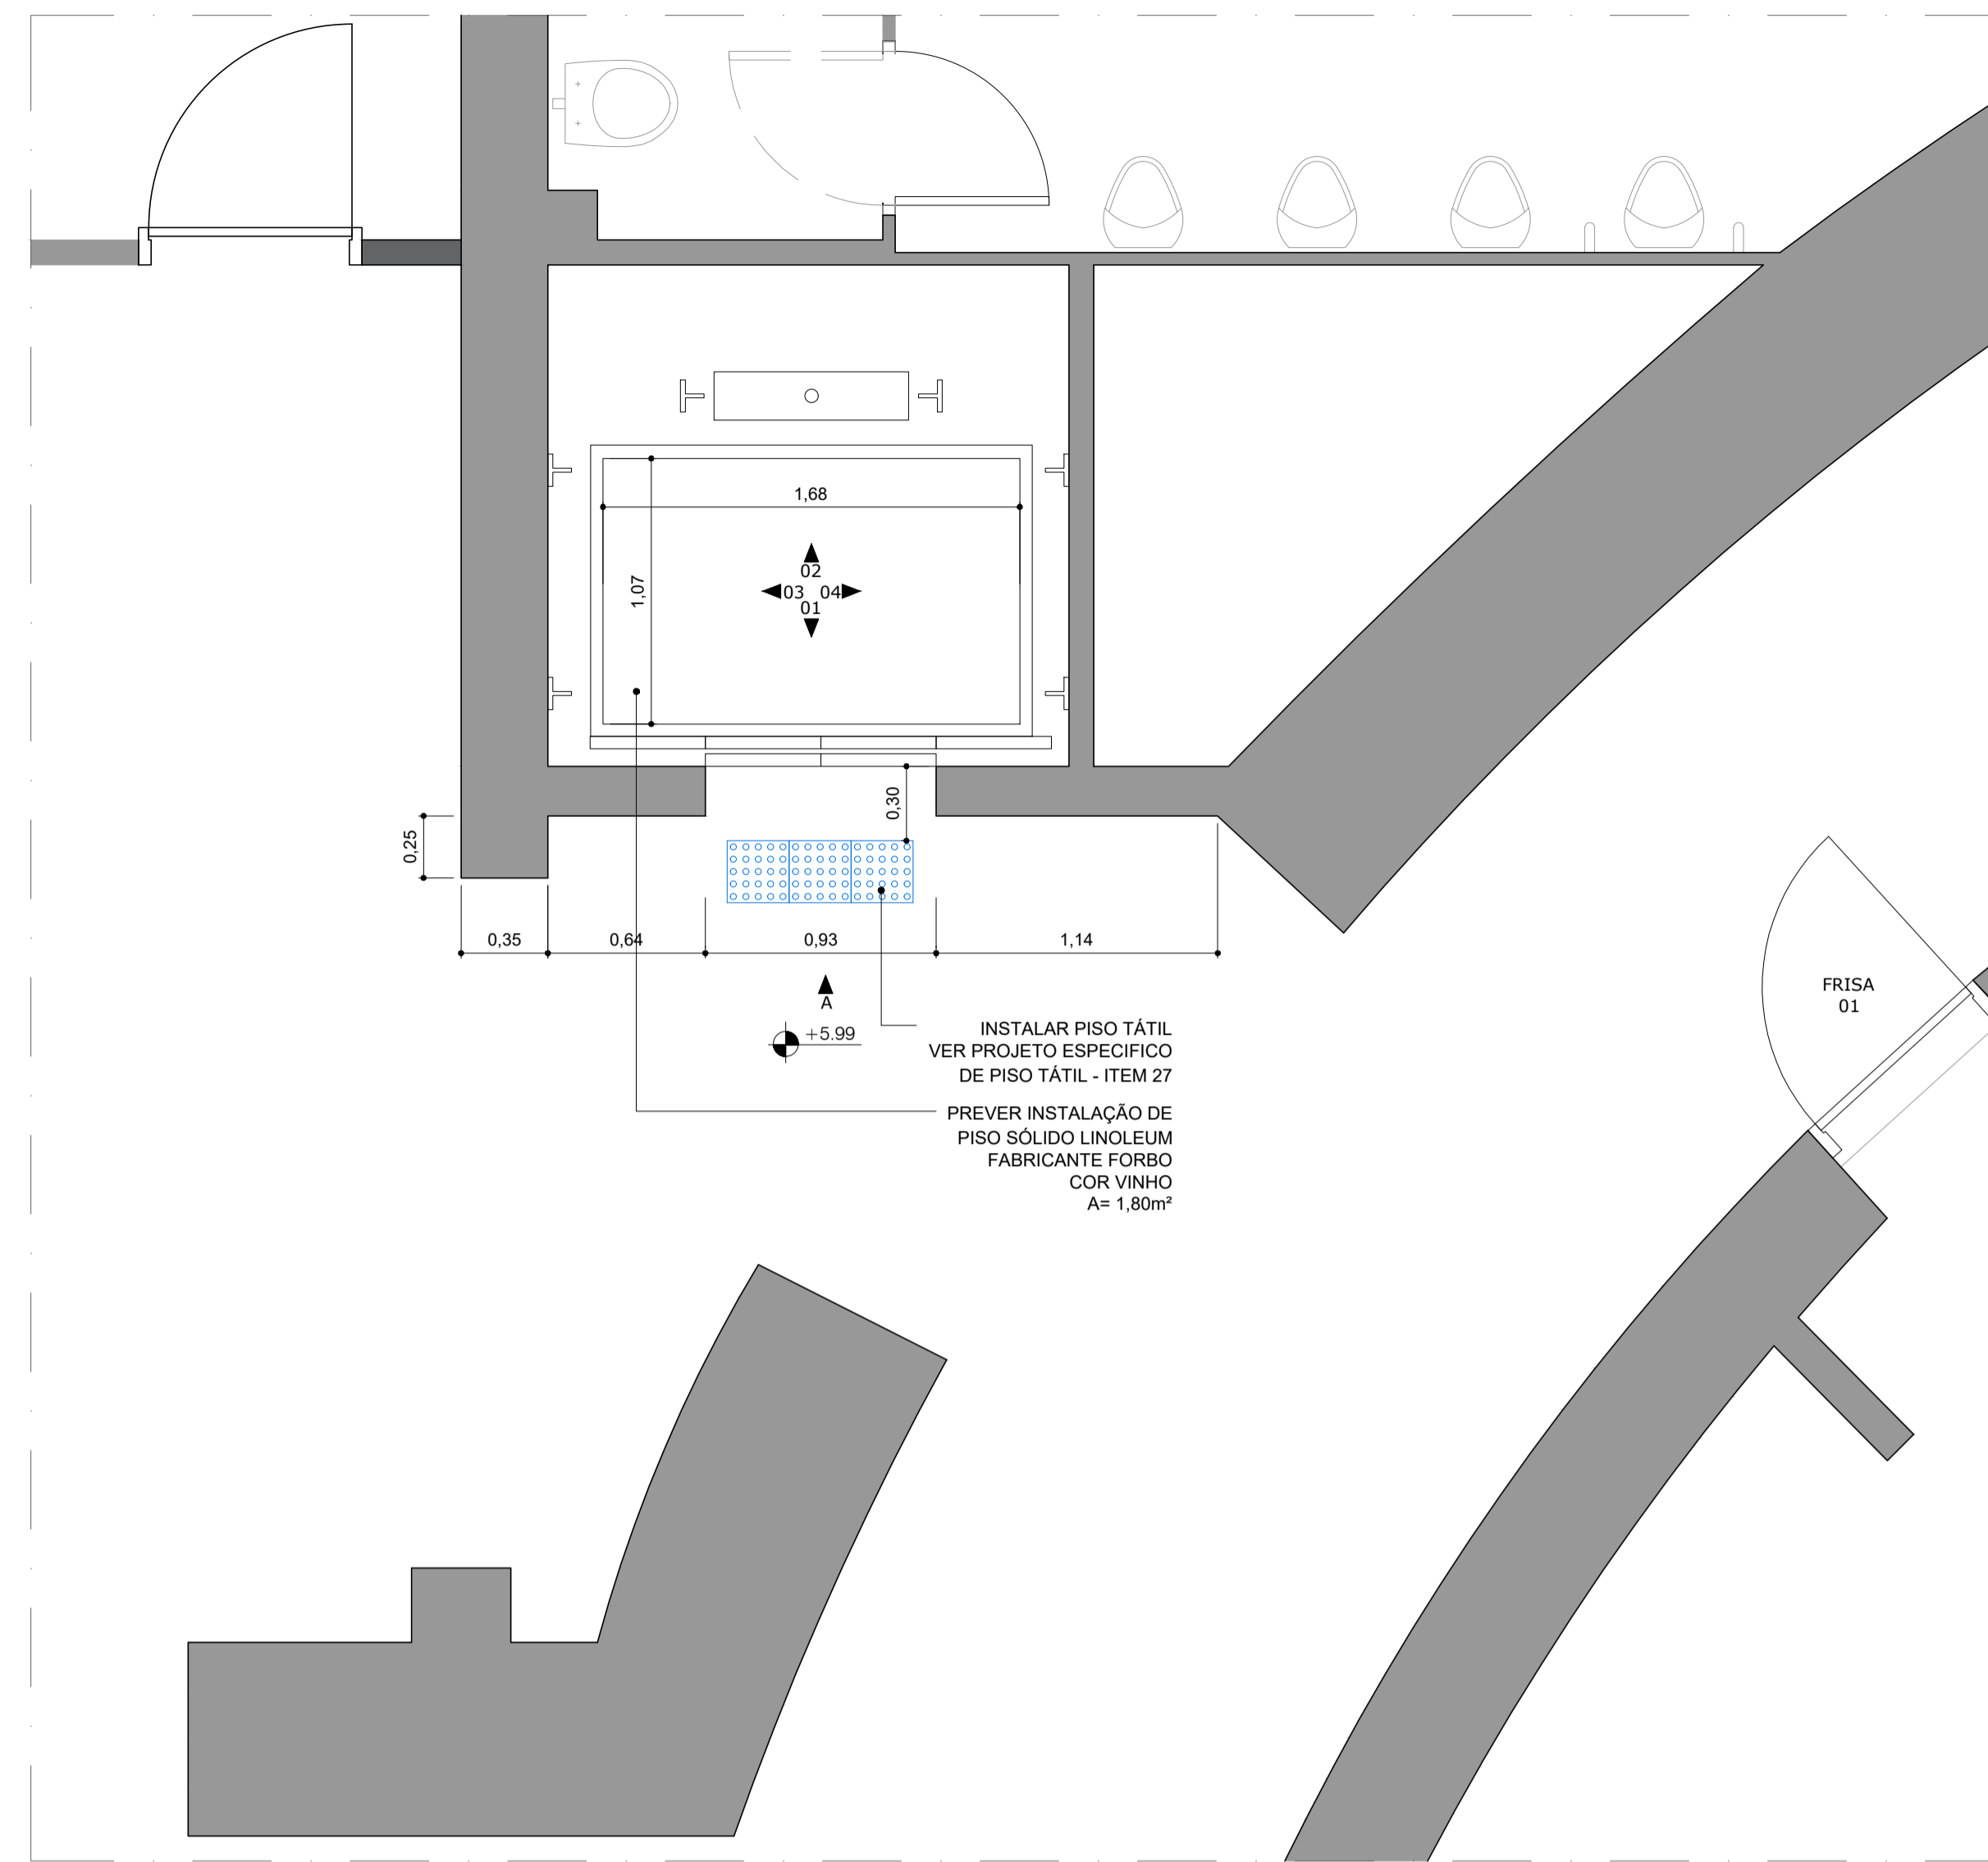 1,68
1,07
02
03 04
01
0,30
0,25
0,35
0,64
0,93
1,14
A
+5.99
INSTALAR PISO TÁTIL
VER PROJETO ESPECIFICO
DE PISO TÁTIL - ITEM 27
PREVER INSTALAÇÃO DE
PISO SÓLIDO LINOLEUM
FABRICANTE FORBO
COR VINHO
A= 1,80m²
FRISA
01